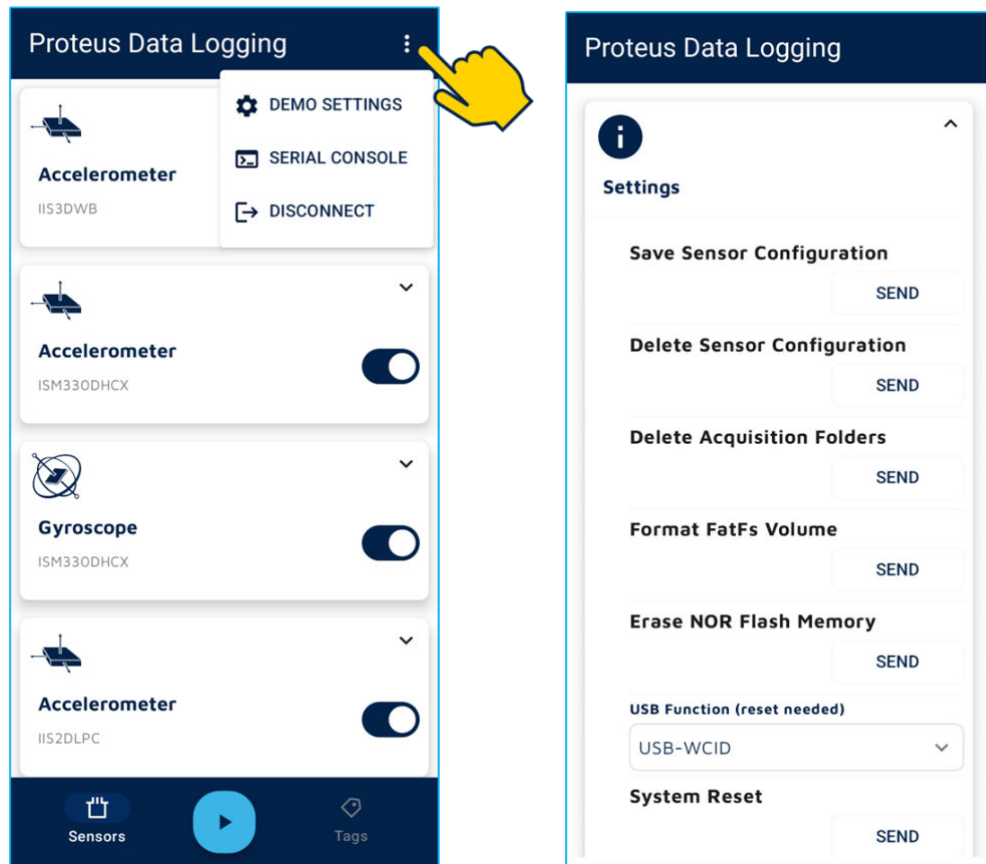 Proteus Data Logging
DEMO SETTINGS
SERIAL CONSOLE
DISCONNECT
Accelerometer
IIS3DWB
Accelerometer
ISM330DHCX
Gyroscope
ISM330DHCX
Accelerometer
IIS2DLPC
Sensors
Tags
Proteus Data Logging
Settings
Save Sensor Configuration
SEND
Delete Sensor Configuration
SEND
Delete Acquisition Folders
SEND
Format FatFs Volume
SEND
Erase NOR Flash Memory
SEND
USB Function (reset needed)
USB-WCID
System Reset
SEND